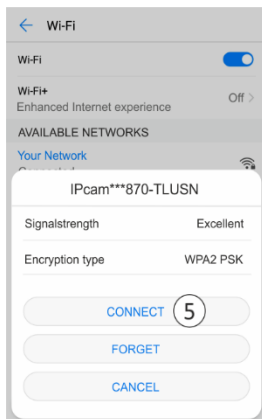 ← Wi-Fi
Wi-Fi
Wi-Fi+
Enhanced Internet experience
Off >
AVAILABLE NETWORKS
Your Network
Connected
IPcam***870-TLUSN
Signalstrength Excellent
Encryption type WPA2 PSK
CONNECT 5
FORGET
CANCEL